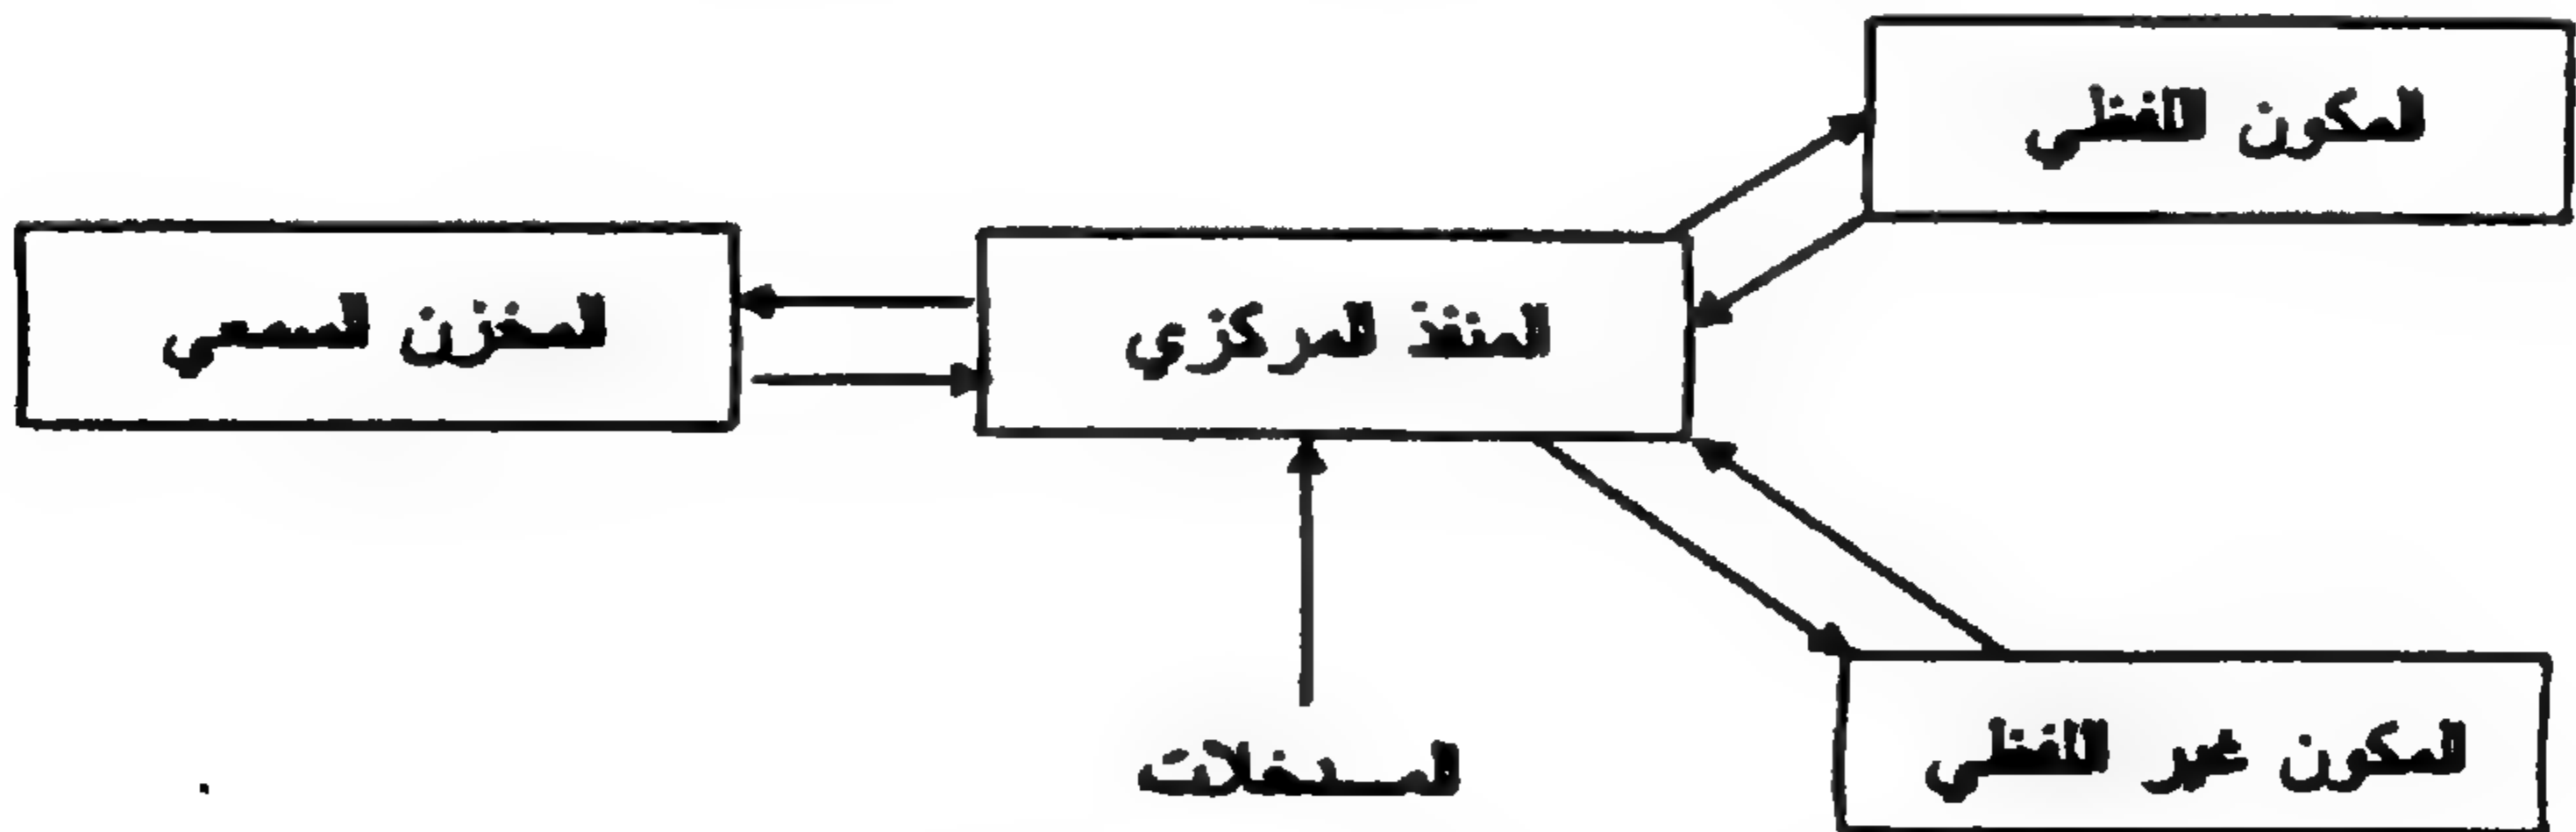 المكون اللفظي
المنفذ المركزي
المخزن السمعي
المدخلات
المكون غير اللفظي